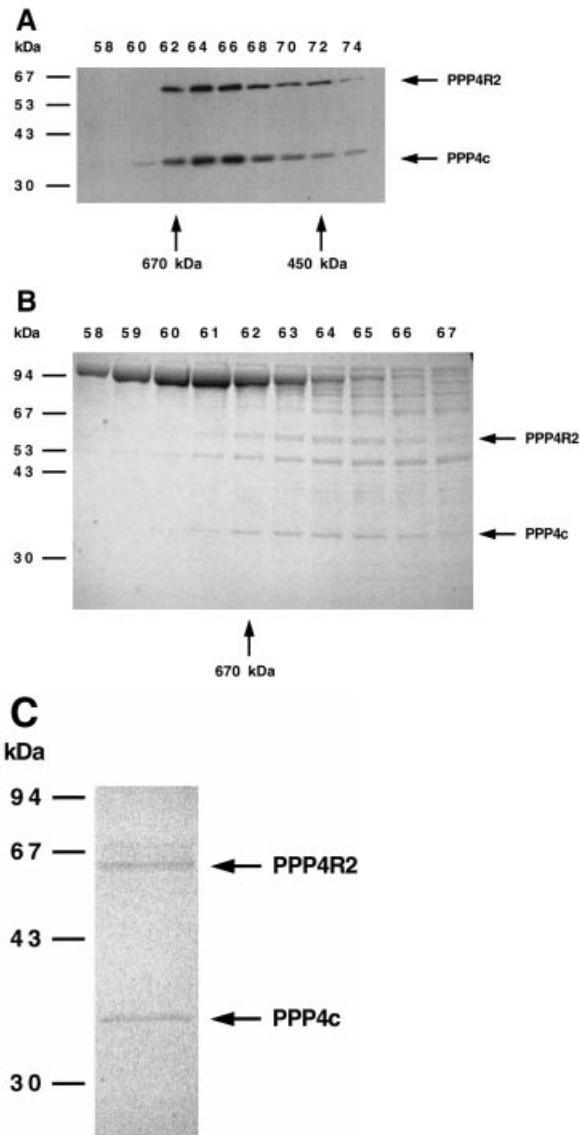 A
kDa 58 60 62 64 66 68 70 72 74
67
PPP4R2
53
43
PPP4c
30
670 kDa 450 kDa
B
kDa 58 59 60 61 62 63 64 65 66 67
94
67
PPP4R2
53
43
PPP4c
30
670 kDa
C
kDa
94
67
PPP4R2
43
PPP4c
30